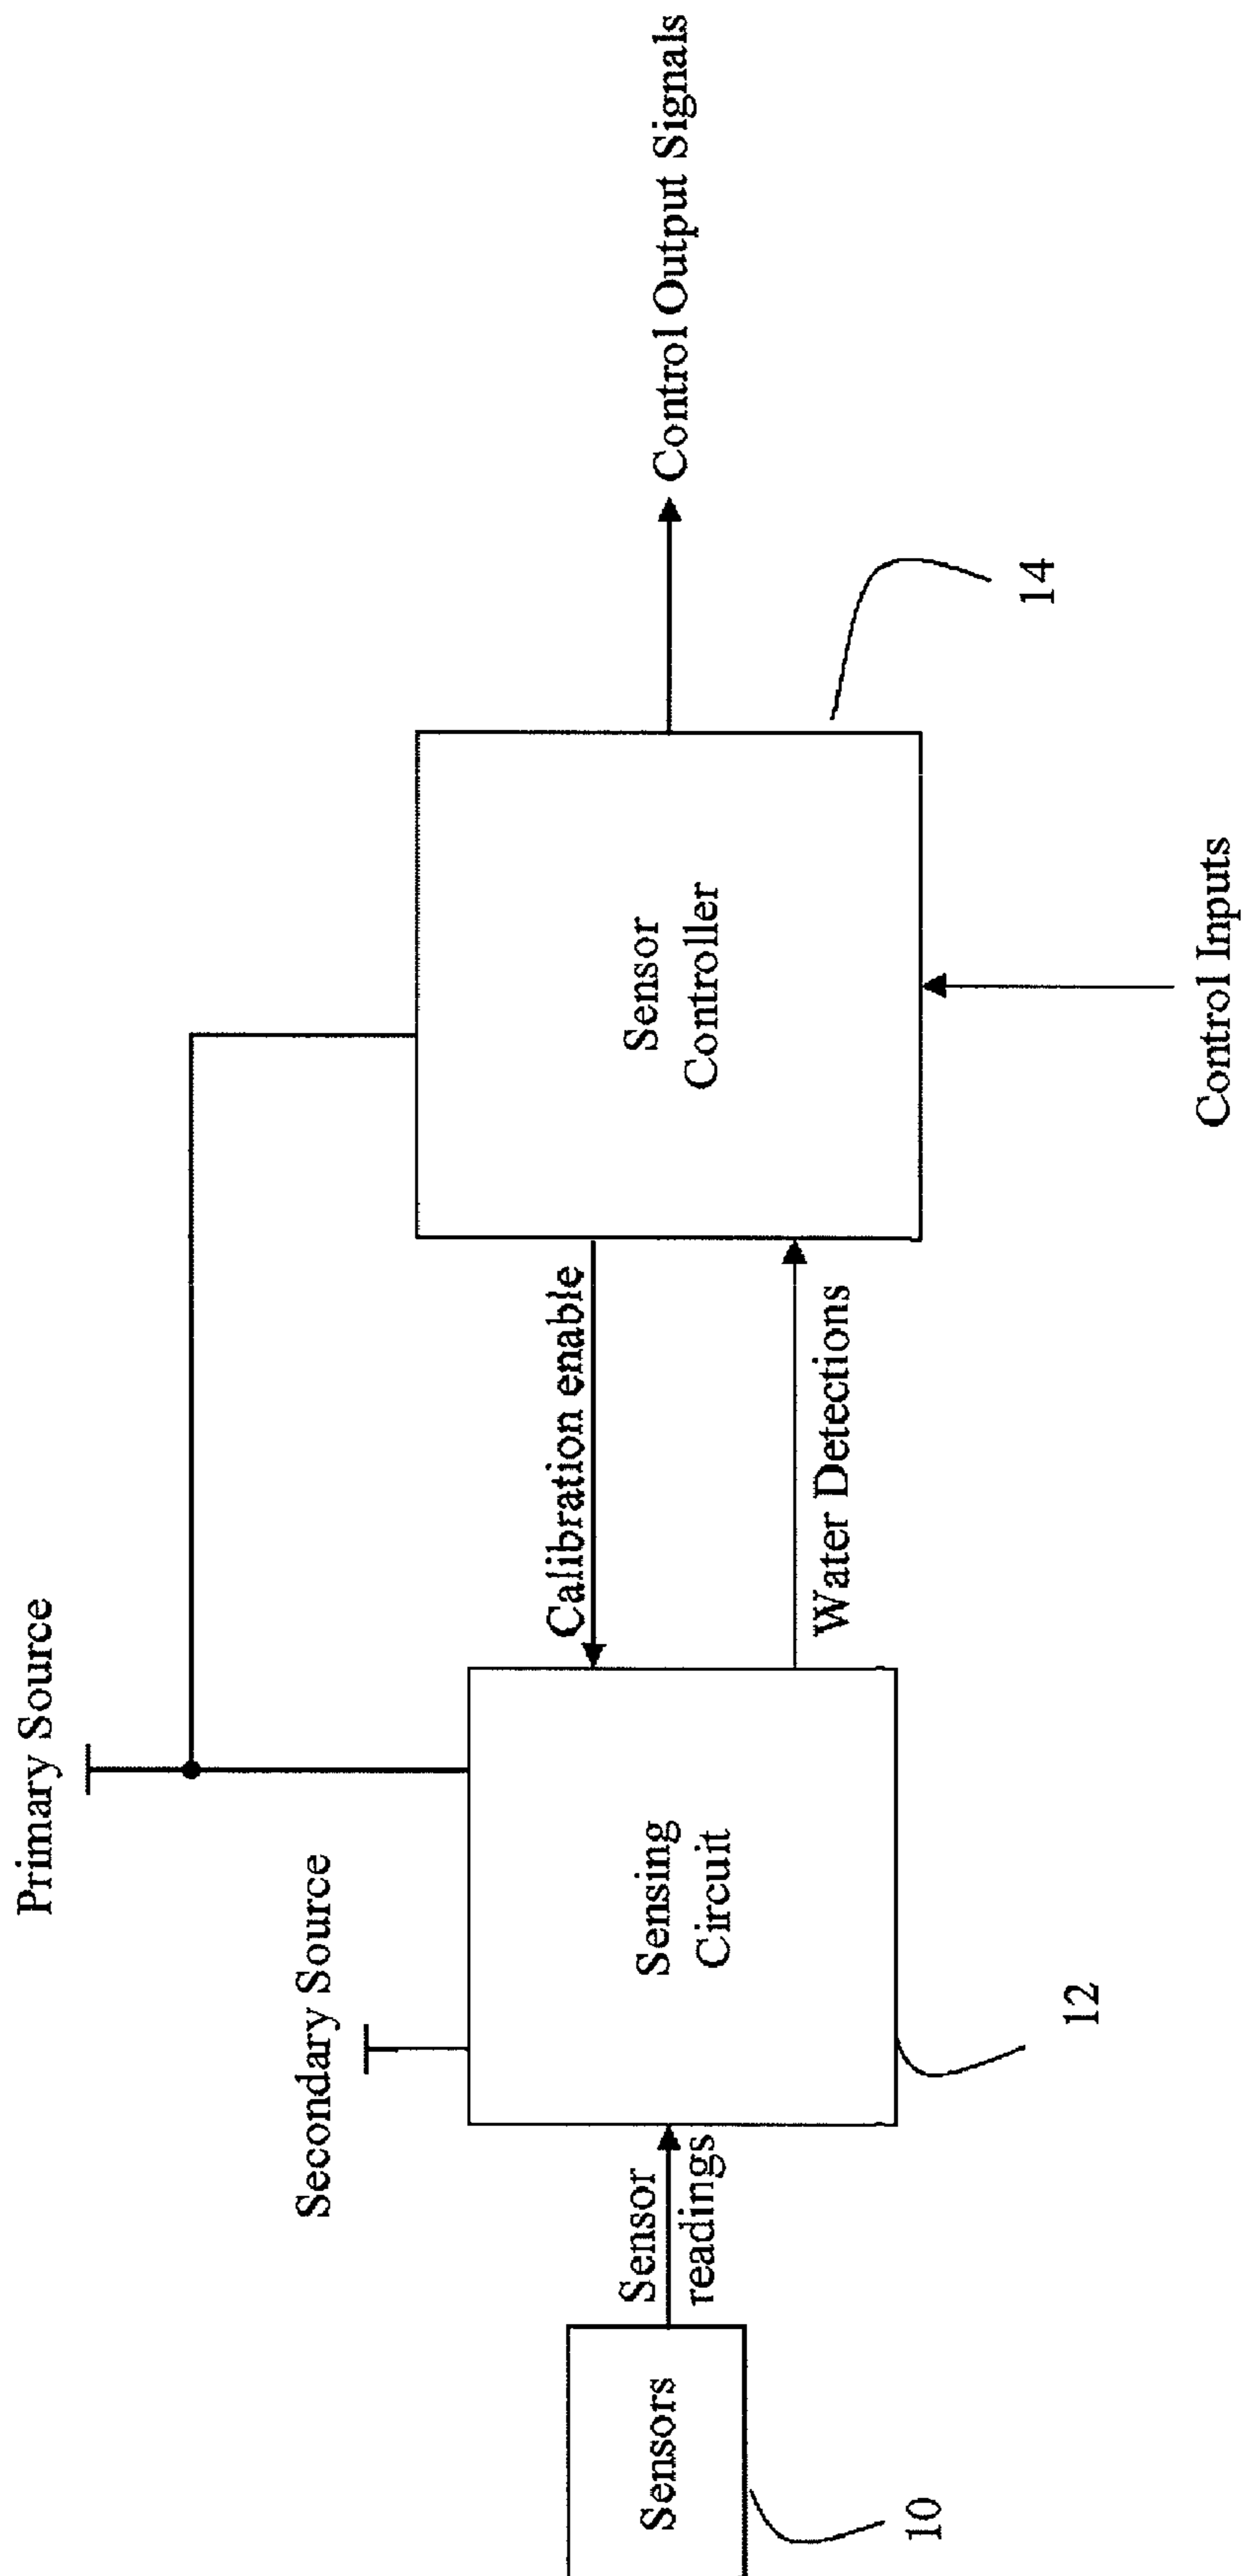 Primary Source
Secondary Source
Sensors
Sensor
readings
Sensing
Circuit
Calibration enable
Water Detections
Sensor
Controller
Control Output Signals
Control Inputs
10
12
14